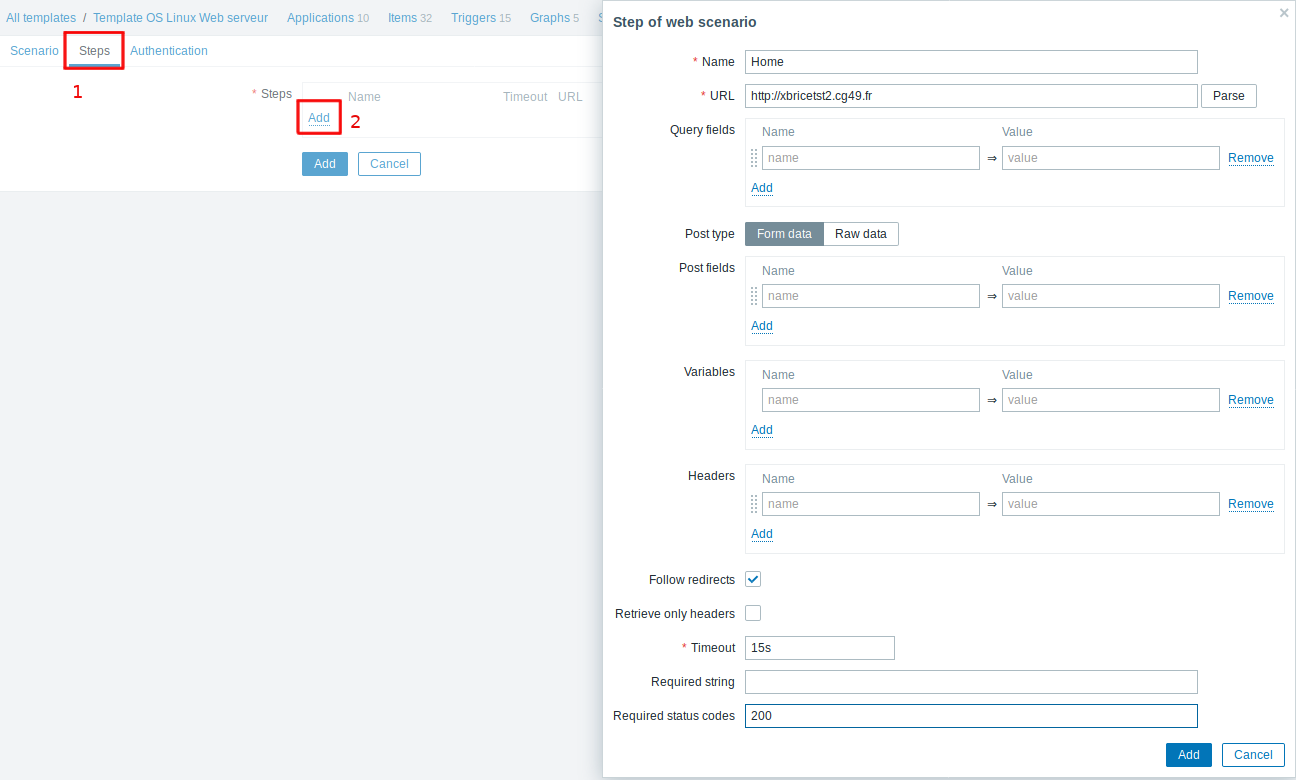 All templates / Template OS Linux Web serveur Applications 10 Items 32 Triggers 15 Graphs 5 S
Scenario Steps Authentication
1
* Steps Name Timeout URL
Add 2
Add Cancel
Step of web scenario ×
* Name Home
* URL http://xbricetst2.cg49.fr Parse
Query fields Name Value
name ⇒ value Remove
Add
Post type Form data Raw data
Post fields Name Value
name ⇒ value Remove
Add
Variables Name Value
name ⇒ value Remove
Add
Headers Name Value
name ⇒ value Remove
Add
Follow redirects
Retrieve only headers
* Timeout 15s
Required string
Required status codes 200
Add Cancel